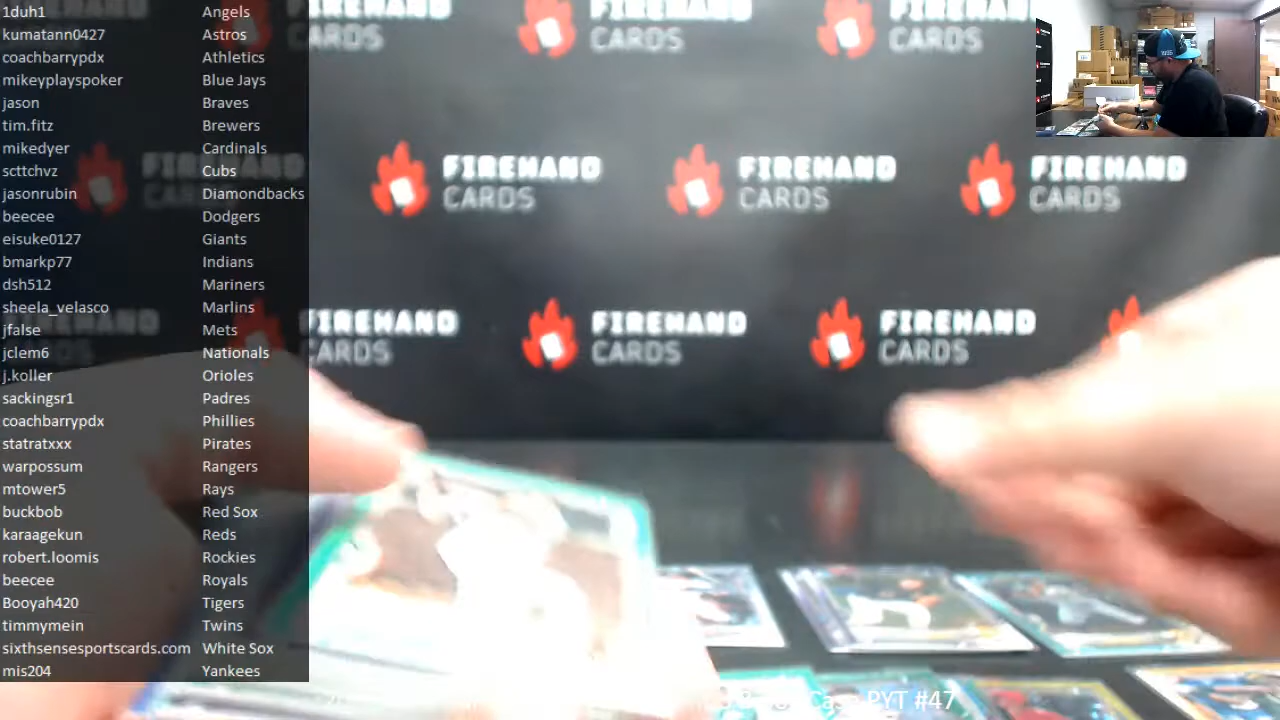 1duh1 Angels
kumatann0427 Astros
coachbarrypdx Athletics
mikeyplayspoker Blue Jays
jason Braves
tim.fitz Brewers
mikedyer Cardinals
scttchvz Cubs
jasonrubin Diamondbacks
beecee Dodgers
eisuke0127 Giants
bmarkp77 Indians
dsh512 Mariners
sheela_velasco Marlins
jfalse Mets
jclem6 Nationals
j.koller Orioles
sackingsr1 Padres
coachbarrypdx Phillies
statratxxx Pirates
warpossum Rangers
mtower5 Rays
buckbob Red Sox
karaagekun Reds
robert.loomis Rockies
beecee Royals
Booyah420 Tigers
timmymein Twins
sixthsensesportscards.com White Sox
mis204 Yankees
FIREHAND FIREHAND
CARDS CARDS CARDS
FIREHAND FIREHAND FIREHAND
CARDS CARDS CARDS
FIREHAND FIREHAND FIREHAND
CARDS CARDS CARDS
PYT #47